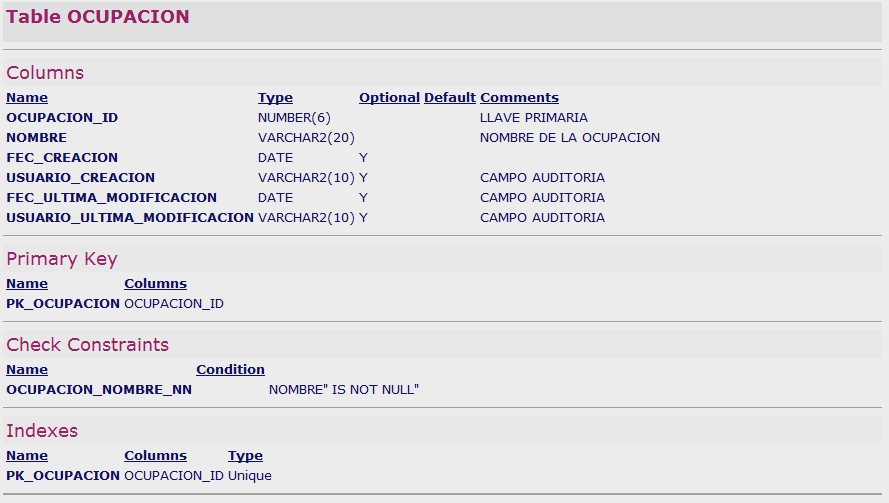 Table OCUPACION
Columns
Name Type Optional Default Comments
OCUPACION_ID NUMBER(6) LLAVE PRIMARIA
NOMBRE VARCHAR2(20) NOMBRE DE LA OCUPACION
FEC_CREACION DATE Y
USUARIO_CREACION VARCHAR2(10) Y CAMPO AUDITORIA
FEC_ULTIMA_MODIFICACION DATE Y CAMPO AUDITORIA
USUARIO_ULTIMA_MODIFICACION VARCHAR2(10) Y CAMPO AUDITORIA
Primary Key
Name Columns
PK_OCUPACION OCUPACION_ID
Check Constraints
Name Condition
OCUPACION_NOMBRE_NN NOMBRE" IS NOT NULL"
Indexes
Name Columns Type
PK_OCUPACION OCUPACION_ID Unique